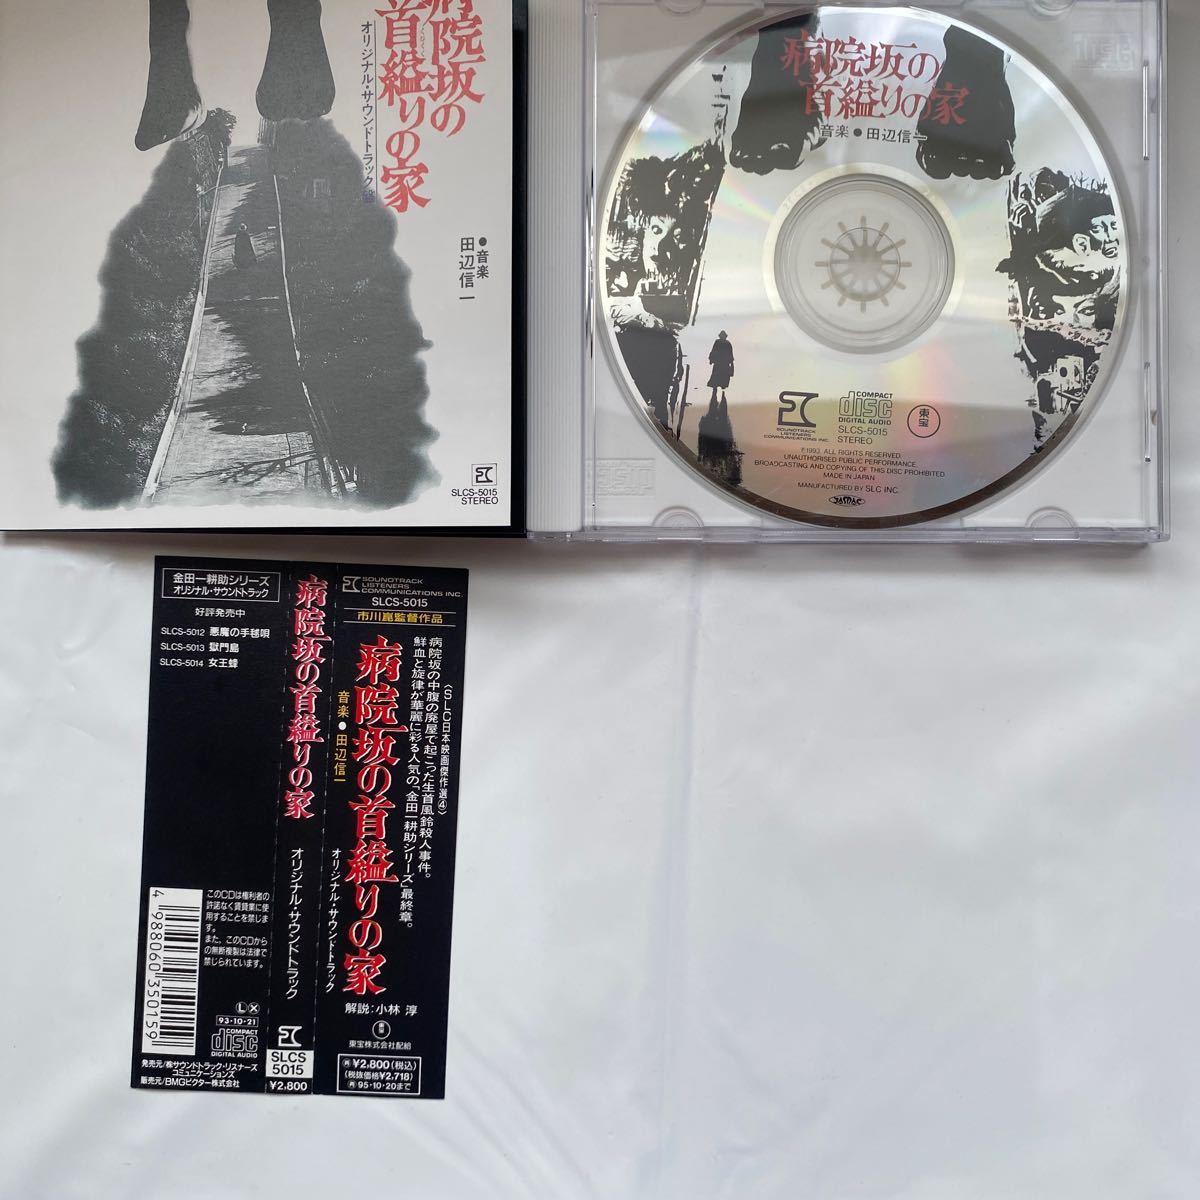 病院坂の
首縊りの家
オリジナル・サウンドトラック盤
●音楽
田辺信一
SLCS-5015
STEREO
病院坂の
首縊りの家
音楽●田辺信一
SOUNDTRACK
LISTENERS
COMMUNICATIONS INC.
COMPACT
disc
DIGITAL AUDIO
SLCS-5015
STEREO
東宝
℗1993. ALL RIGHTS RESERVED.
UNAUTHORISED PUBLIC PERFORMANCE,
BROADCASTING AND COPYING OF THIS DISC PROHIBITED
MADE IN JAPAN
MANUFACTURED BY SLC INC.
JASRAC
金田一耕助シリーズ
オリジナル・サウンドトラック
好評発売中
SLCS-5012 悪魔の手毬唄
SLCS-5013 獄門島
SLCS-5014 女王蜂
4988060350159
このCDは権利者の
許諾なく賃貸業に使
用することを禁じま
す。
また、このCDから
の無断複製は法律で
禁じられています。
L X
93・10・21
COMPACT
disc
DIGITAL AUDIO
発売元/㈱サウンドトラック・リスナーズ
コミュニケーションズ
販売元/BMGビクター株式会社
病院坂の首縊りの家
オリジナル・サウンドトラック
SLCS
5015
¥2,800
SOUNDTRACK
LISTENERS
COMMUNICATIONS INC.
SLCS-5015
市川崑監督作品
〈SLC日本映画傑作選④〉
病院坂の中腹の廃屋で起こった生首風鈴殺人事件。
鮮血と旋律が華麗に彩る人気の「金田一耕助シリーズ」最終章。
病院坂の首縊りの家
音楽●田辺信一
オリジナル・サウンドトラック
解説:小林 淳
東宝
東宝株式会社配給
再¥2,800(税込)
(税抜価格¥2,718)
再95・10・20まで